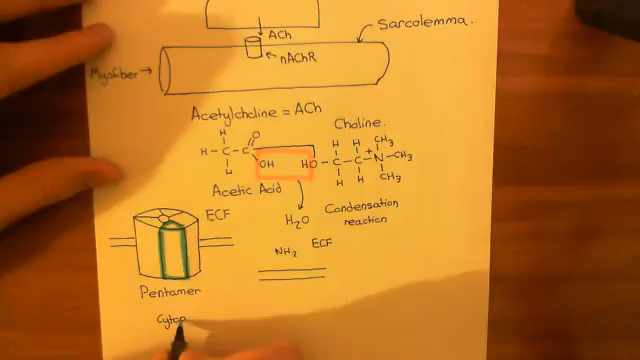 ACh
Sarcolemma.
nAChR
Myofiber →
Acetylcholine = ACh
Choline.
H O H H CH₃
H-C-C C-C-N-CH₃
OH HO +
H H H CH₃
Acetic Acid
H₂O
Condensation
reaction
ECF
NH₂ ECF
Pentamer
Cytop